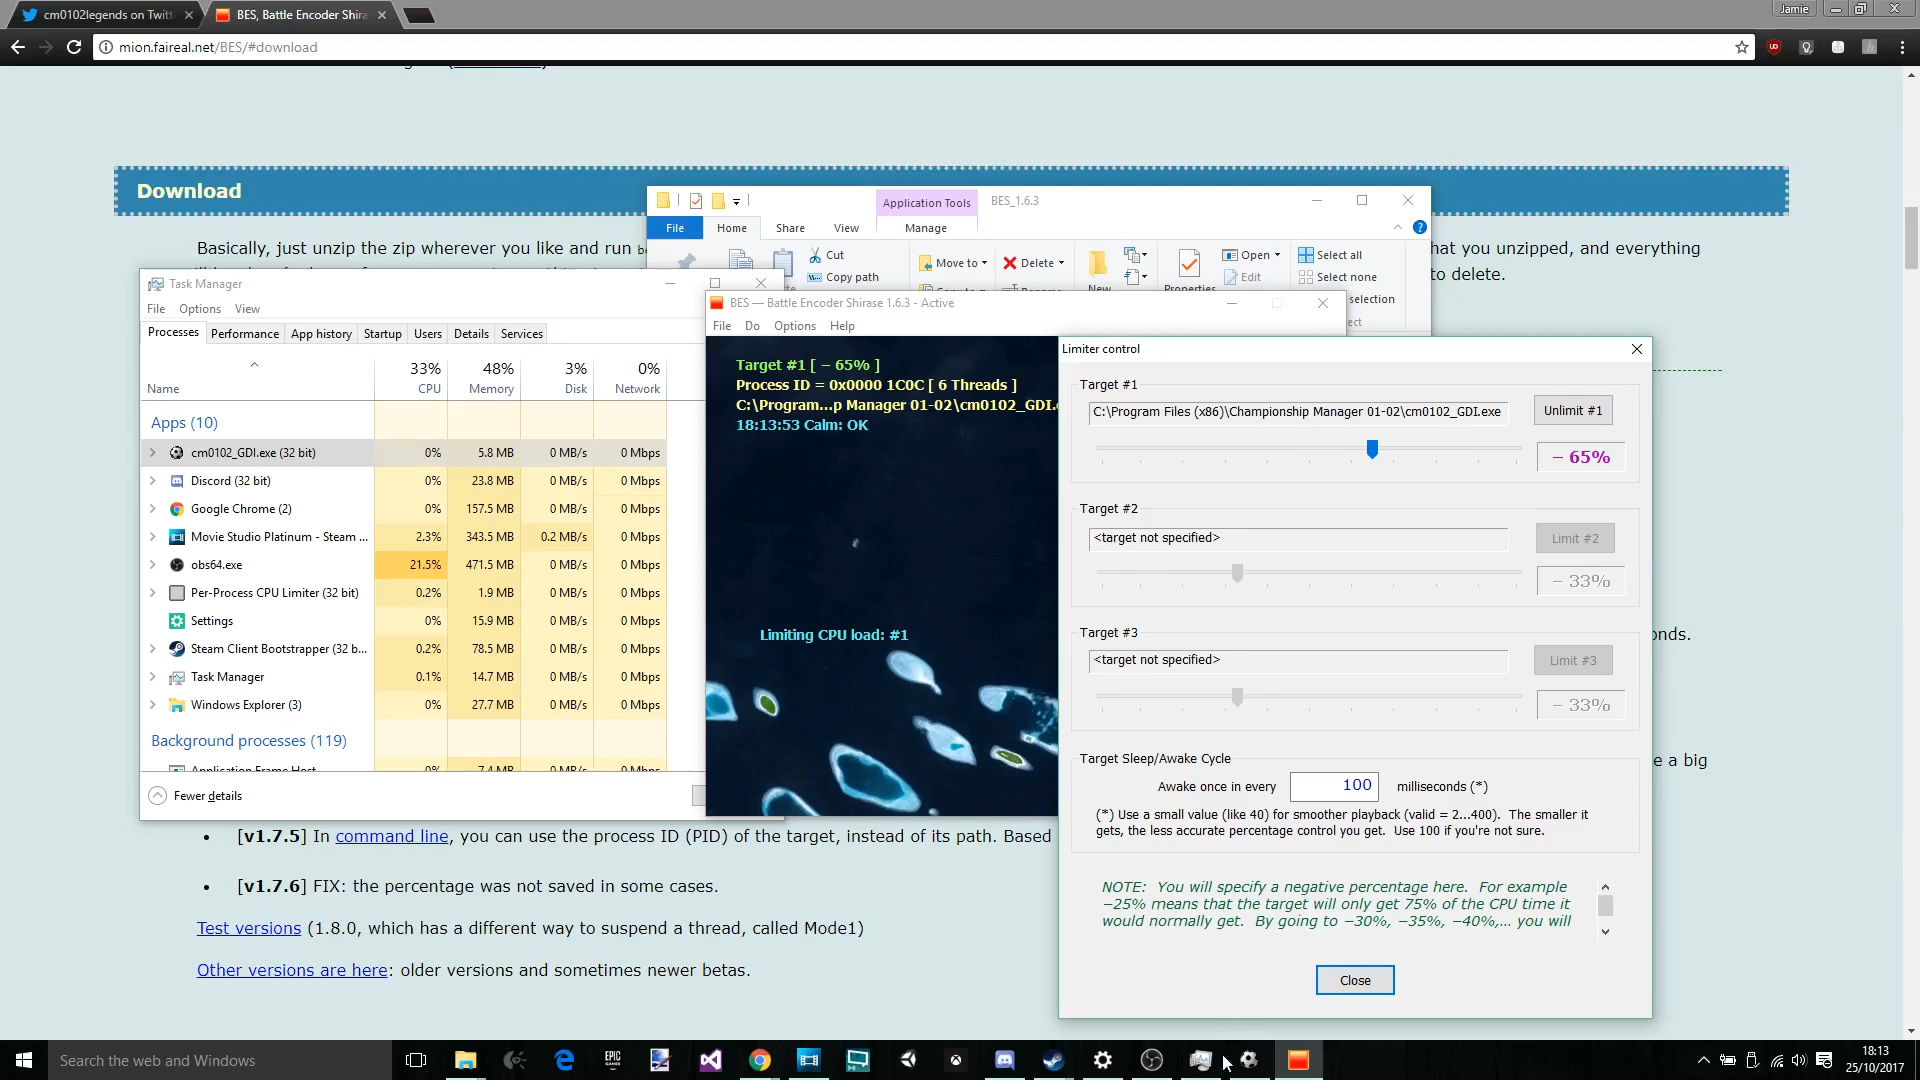 cm0102legends on Twitt
BES, Battle Encoder Shira
Jamie
mion.faireal.net/BES/#download
Download
Basically, just unzip the zip wherever you like and run
that you unzipped, and everything
to delete.
Application Tools
BES_1.6.3
File
Home
Share
View
Manage
Cut
Copy path
Move to
Delete
New
Properties
Open
Edit
Select all
Select none
selection
Task Manager
File
Options
View
Processes
Performance
App history
Startup
Users
Details
Services
33%
48%
3%
0%
Name
CPU
Memory
Disk
Network
Apps (10)
cm0102_GDI.exe (32 bit)
0%
5.8 MB
0 MB/s
0 Mbps
Discord (32 bit)
0%
23.8 MB
0 MB/s
0 Mbps
Google Chrome (2)
0%
157.5 MB
0 MB/s
0 Mbps
Movie Studio Platinum - Steam ...
2.3%
343.5 MB
0.2 MB/s
0 Mbps
obs64.exe
21.5%
471.5 MB
0 MB/s
0 Mbps
Per-Process CPU Limiter (32 bit)
0.2%
1.9 MB
0 MB/s
0 Mbps
Settings
0%
15.9 MB
0 MB/s
0 Mbps
Steam Client Bootstrapper (32 b...
0.2%
78.5 MB
0 MB/s
0 Mbps
Task Manager
0.1%
14.7 MB
0 MB/s
0 Mbps
Windows Explorer (3)
0%
27.7 MB
0 MB/s
0 Mbps
Background processes (119)
Application Frame Host
0%
7.4 MB
0 MB/s
0 Mbps
Fewer details
BES — Battle Encoder Shirase 1.6.3 - Active
File
Do
Options
Help
Target #1 [ − 65% ]
Process ID = 0x0000 1C0C [ 6 Threads ]
C:\Program...p Manager 01-02\cm0102_GDI.
18:13:53 Calm: OK
Limiting CPU load: #1
Limiter control
Target #1
C:\Program Files (x86)\Championship Manager 01-02\cm0102_GDI.exe
Unlimit #1
− 65%
Target #2
<target not specified>
Limit #2
− 33%
Target #3
<target not specified>
Limit #3
− 33%
Target Sleep/Awake Cycle
Awake once in every
100
milliseconds (*)
(*) Use a small value (like 40) for smoother playback (valid = 2...400). The smaller it
gets, the less accurate percentage control you get. Use 100 if you're not sure.
NOTE: You will specify a negative percentage here. For example
−25% means that the target will only get 75% of the CPU time it
would normally get. By going to −30%, −35%, −40%,... you will
Close
onds.
e a big
• [v1.7.5] In command line, you can use the process ID (PID) of the target, instead of its path. Based
• [v1.7.6] FIX: the percentage was not saved in some cases.
Test versions (1.8.0, which has a different way to suspend a thread, called Mode1)
Other versions are here: older versions and sometimes newer betas.
Search the web and Windows
EPIC
18:13
25/10/2017